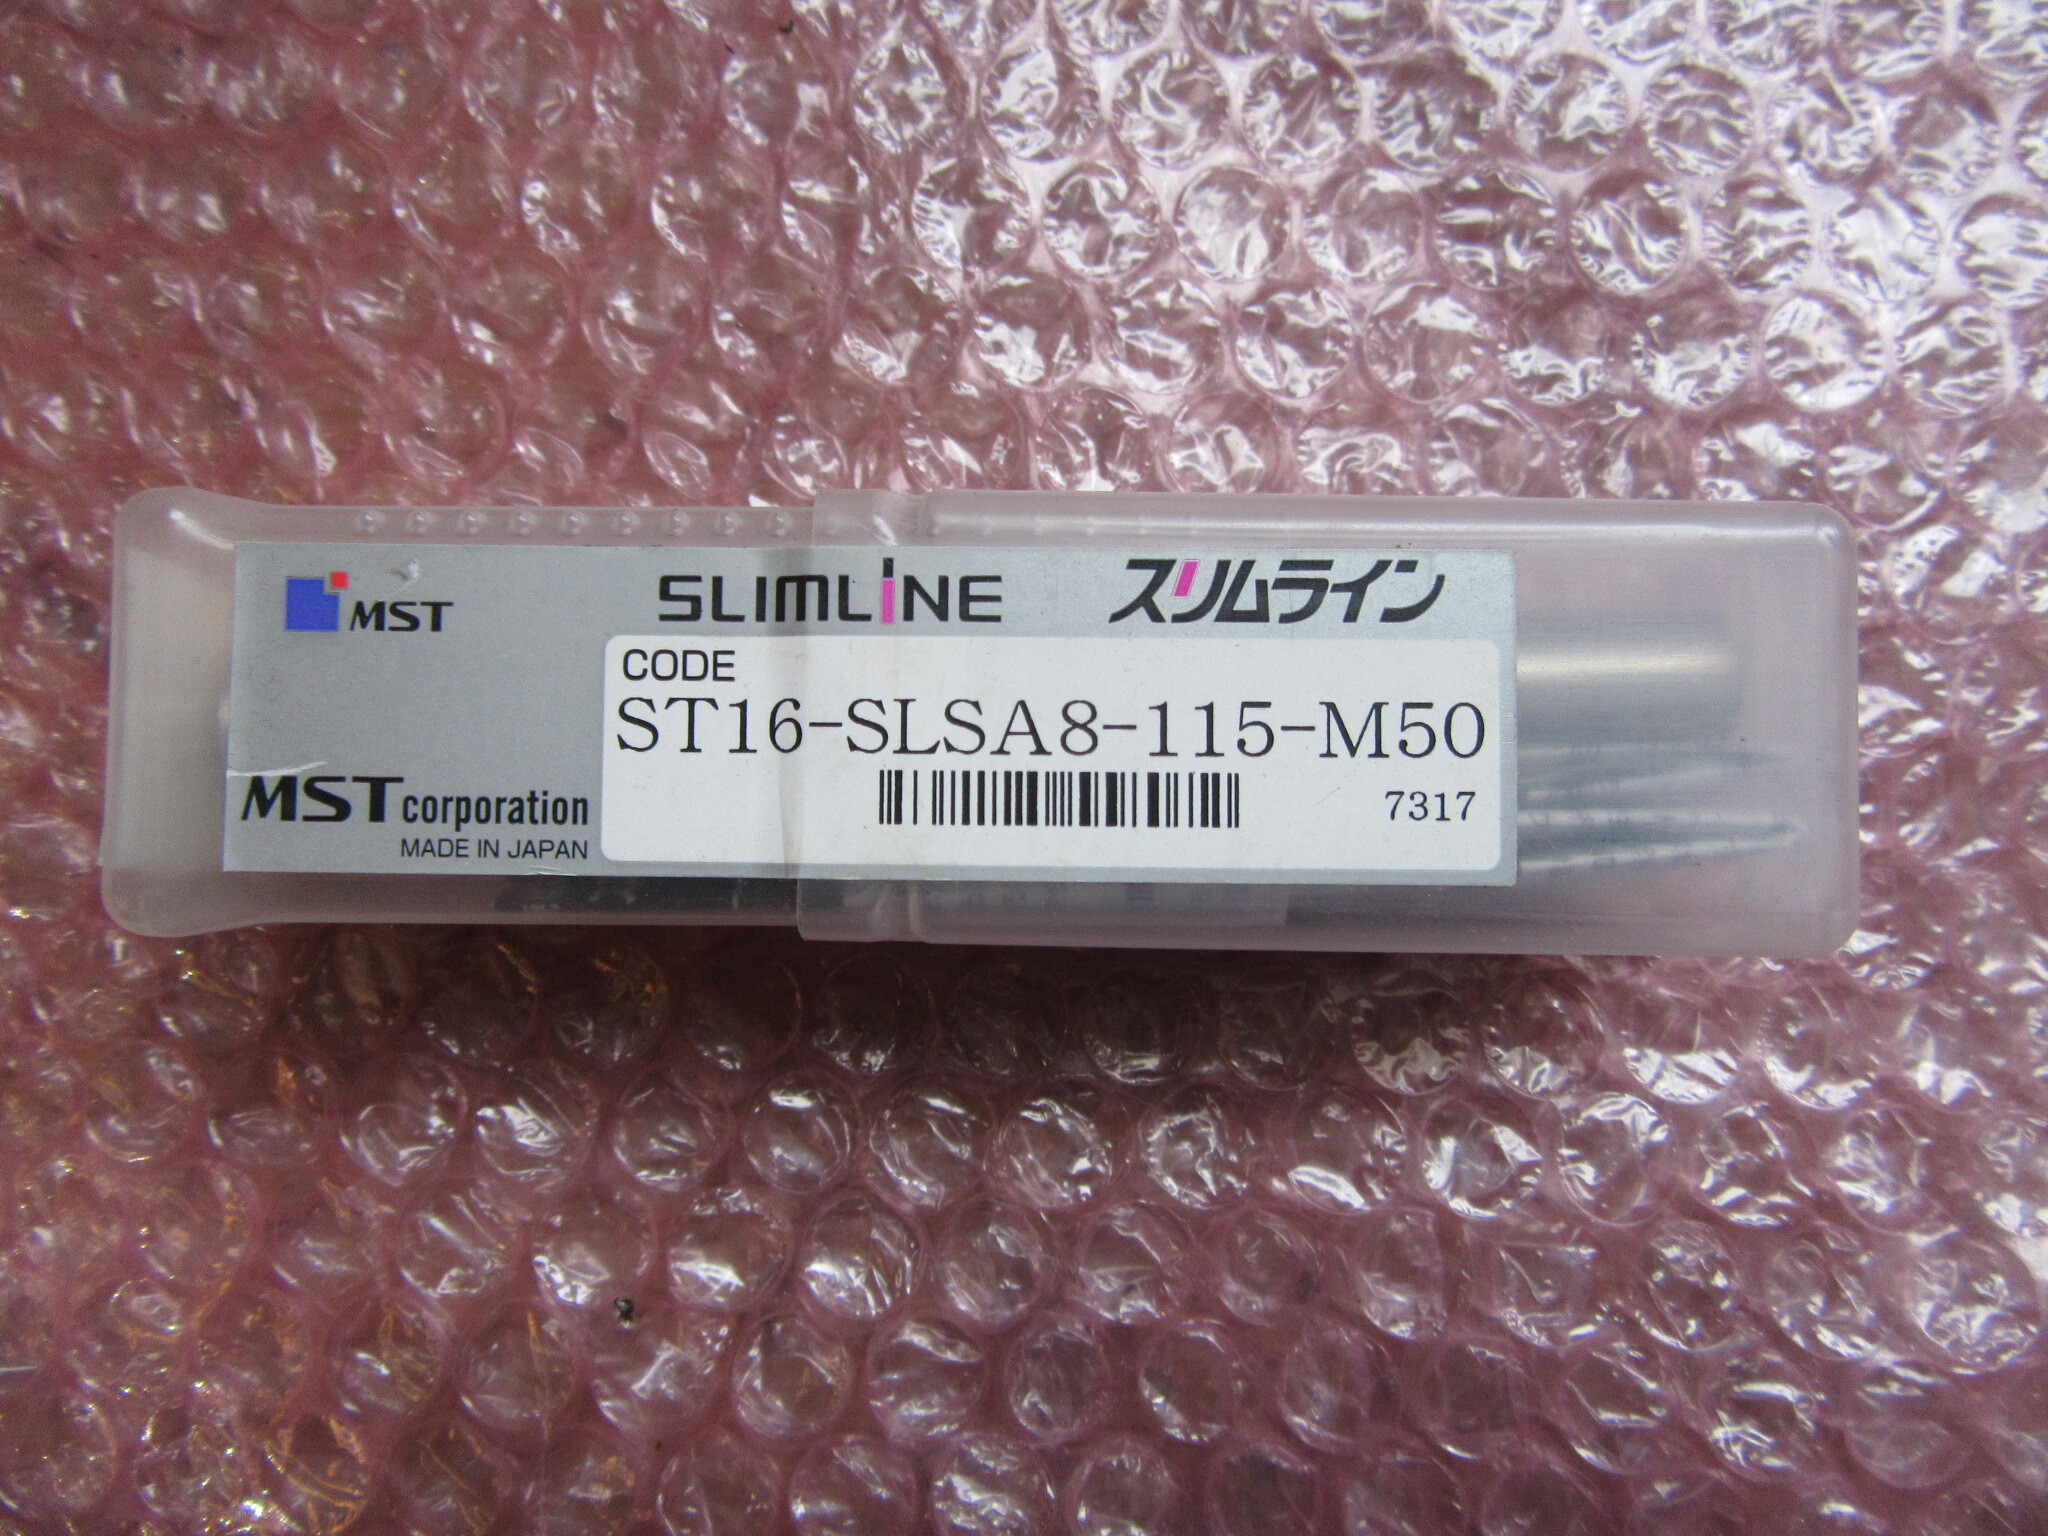 MST
SLIMLINE
スリムライン
CODE
ST16-SLSA8-115-M50
7317
MST corporation
MADE IN JAPAN